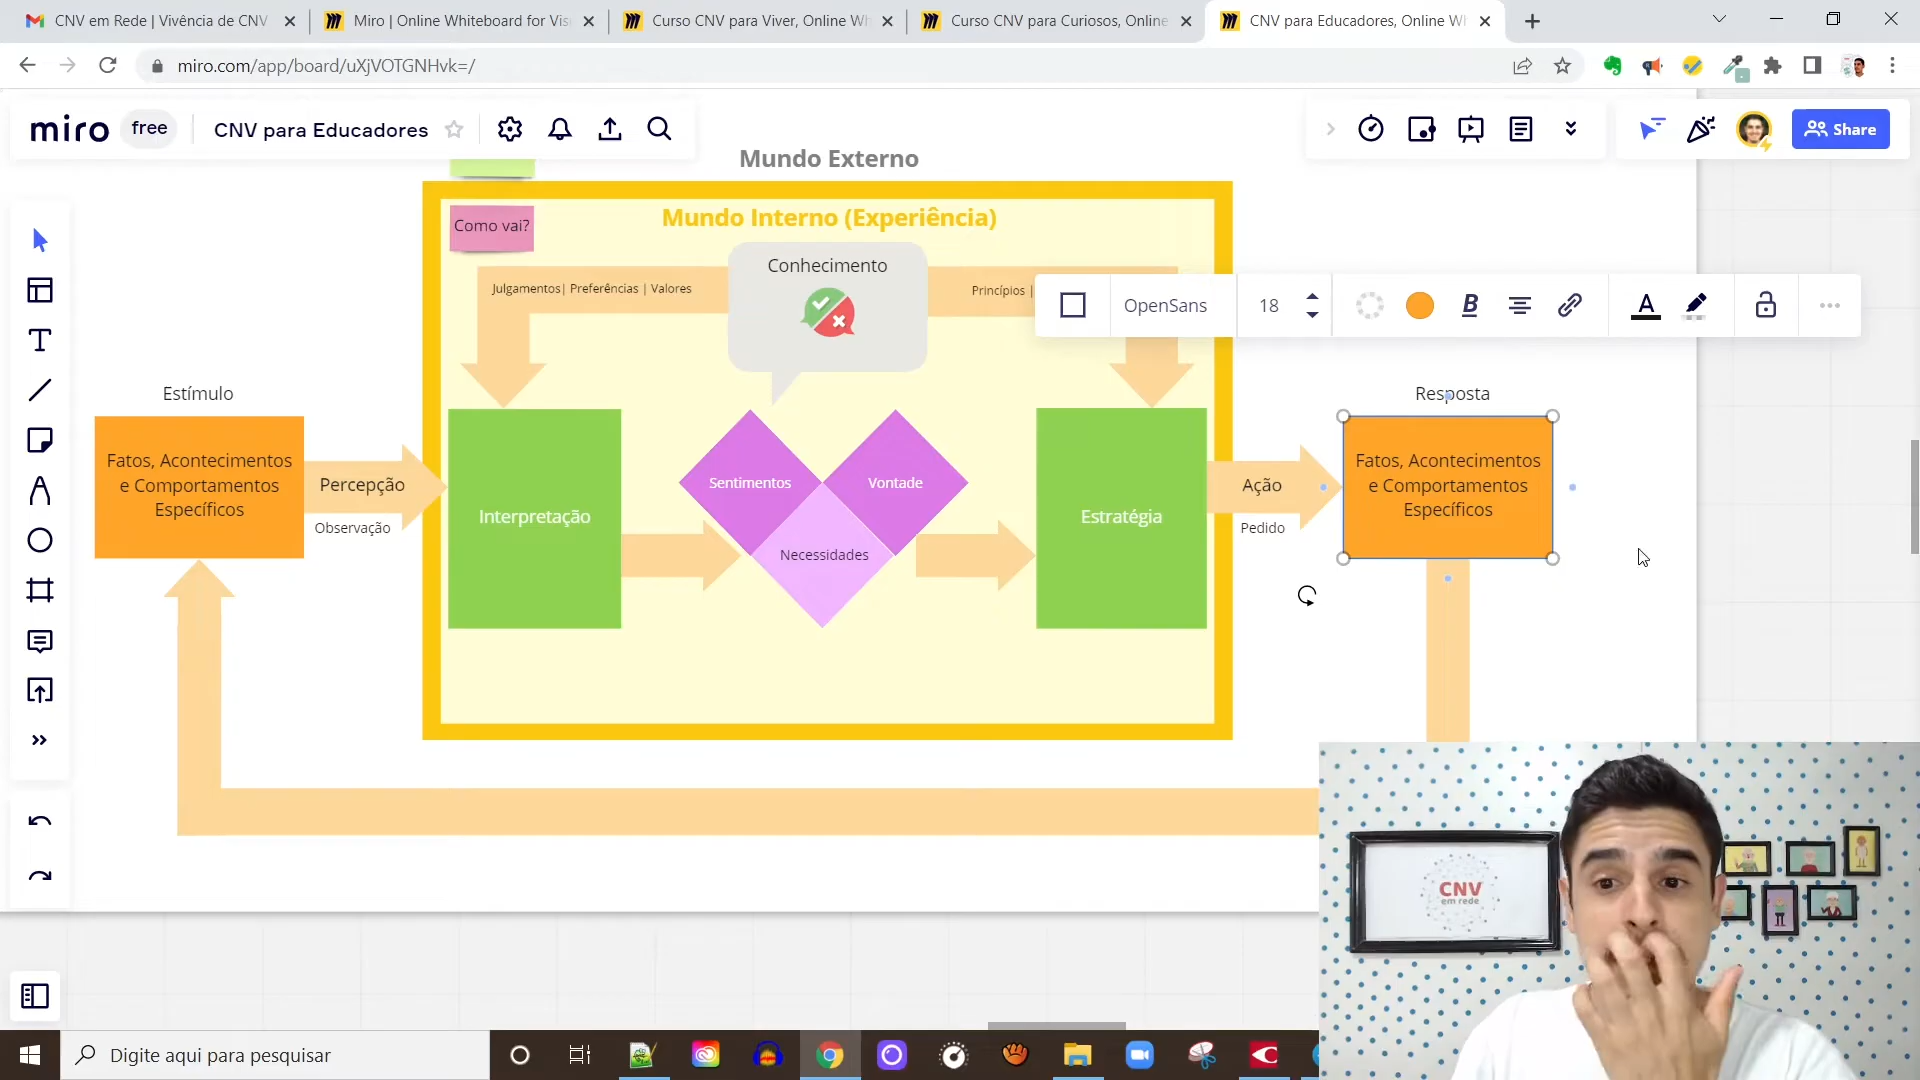 CNV em Rede | Vivência de CNV
Miro | Online Whiteboard for Vis
Curso CNV para Viver, Online Wh
Curso CNV para Curiosos, Online
CNV para Educadores, Online Wh
miro.com/app/board/uXjVOTGNHvk=/
miro
free
CNV para Educadores
Share
Mundo Externo
Mundo Interno (Experiência)
Como vai?
Conhecimento
Julgamentos| Preferências | Valores
Princípios |
OpenSans
18
B
A
Estímulo
Resposta
Fatos, Acontecimentos
e Comportamentos
Específicos
Percepção
Observação
Interpretação
Sentimentos
Vontade
Necessidades
Estratégia
Ação
Pedido
Fatos, Acontecimentos
e Comportamentos
Específicos
CNV
em rede
Digite aqui para pesquisar